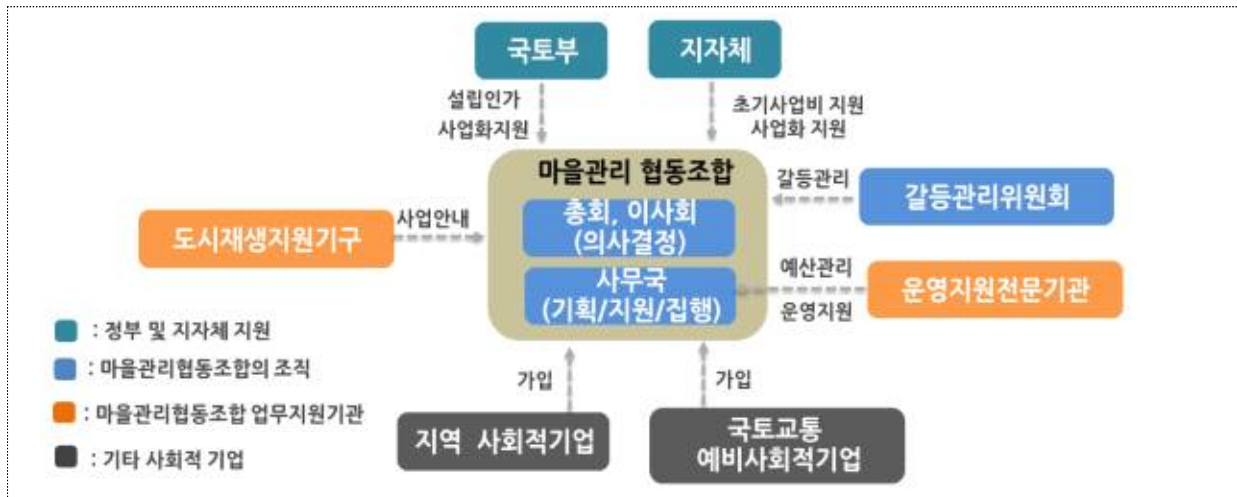 국토부
지자체
설립인가
사업화지원
초기사업비 지원
사업화 지원
마을관리 협동조합
총회, 이사회
(의사결정)
사무국
(기획/지원/집행)
갈등관리
갈등관리위원회
도시재생지원기구
사업안내
예산관리
운영지원
운영지원전문기관
: 정부 및 지자체 지원
: 마을관리협동조합의 조직
: 마을관리협동조합 업무지원기관
: 기타 사회적 기업
가입
가입
지역 사회적기업
국토교통
예비사회적기업